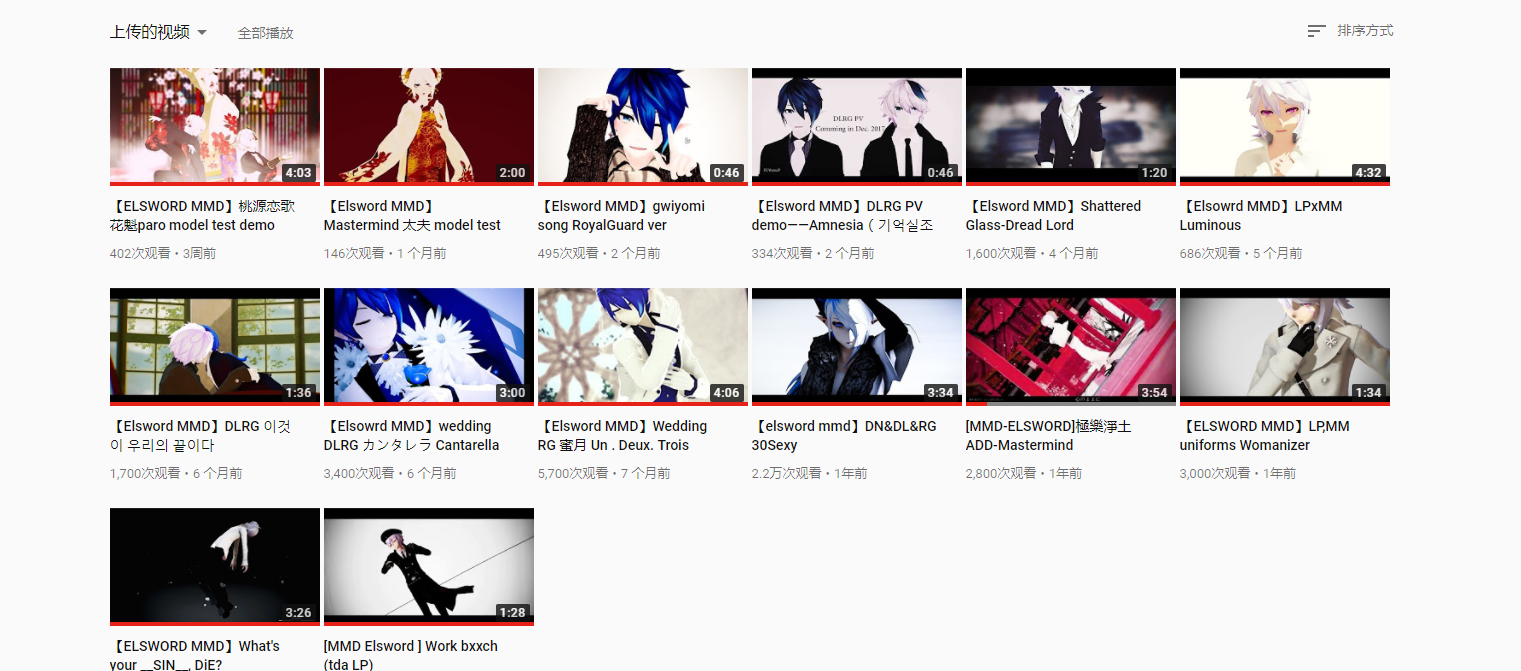 上传的视频
全部播放
排序方式
4:03
2:00
0:46
DLRG PV
Comming in Dec. 2017
0:46
1:20
4:32
【ELSWORD MMD】桃源恋歌
花魁paro model test demo
402次观看 • 3周前
【Elsword MMD】
Mastermind 太夫 model test
146次观看 • 1 个月前
【Elsword MMD】gwiyomi
song RoyalGuard ver
495次观看 • 2 个月前
【Elsword MMD】DLRG PV
demo——Amnesia ( 기억실조
334次观看 • 2 个月前
【Elsword MMD】Shattered
Glass-Dread Lord
1,600次观看 • 4 个月前
【Elsowrd MMD】LPxMM
Luminous
686次观看 • 5 个月前
1:36
3:00
4:06
3:34
3:54
1:34
【Elsword MMD】DLRG 이것
이 우리의 끝이다
1,700次观看 • 6 个月前
【Elsowrd MMD】wedding
DLRG カンタレラ Cantarella
3,400次观看 • 6 个月前
【Elsword MMD】Wedding
RG 蜜月 Un . Deux. Trois
5,700次观看 • 7 个月前
【elsword mmd】DN&DL&RG
30Sexy
2.2万次观看 • 1年前
[MMD-ELSWORD]極樂淨土
ADD-Mastermind
2,800次观看 • 1年前
【ELSWORD MMD】LP,MM
uniforms Womanizer
3,000次观看 • 1年前
3:26
1:28
【ELSWORD MMD】What's
your __SIN__, DiE?
[MMD Elsword ] Work bxxch
(tda LP)